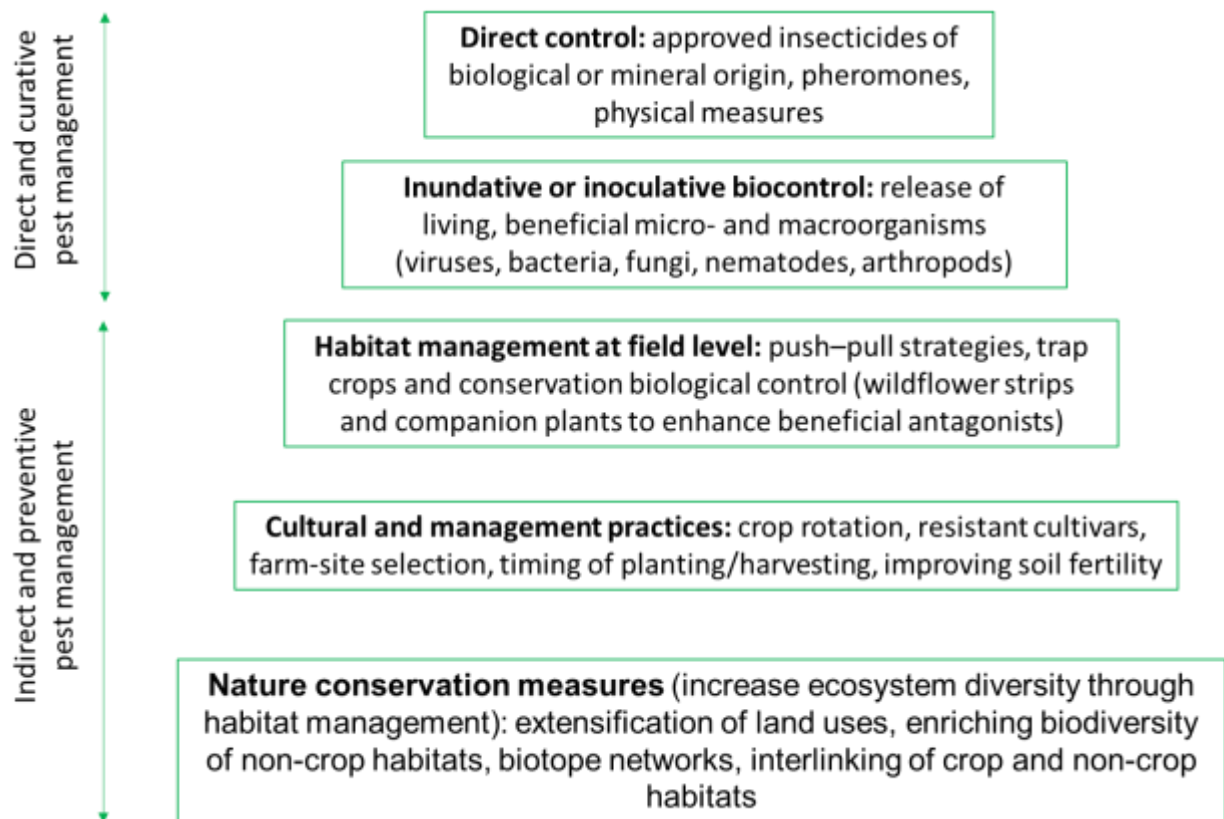 Direct and curative
pest management
Direct control: approved insecticides of
biological or mineral origin, pheromones,
physical measures
Inundative or inoculative biocontrol: release of
living, beneficial micro- and macroorganisms
(viruses, bacteria, fungi, nematodes, arthropods)
Indirect and preventive
pest management
Habitat management at field level: push–pull strategies, trap
crops and conservation biological control (wildflower strips
and companion plants to enhance beneficial antagonists)
Cultural and management practices: crop rotation, resistant cultivars,
farm-site selection, timing of planting/harvesting, improving soil fertility
Nature conservation measures (increase ecosystem diversity through
habitat management): extensification of land uses, enriching biodiversity
of non-crop habitats, biotope networks, interlinking of crop and non-crop
habitats